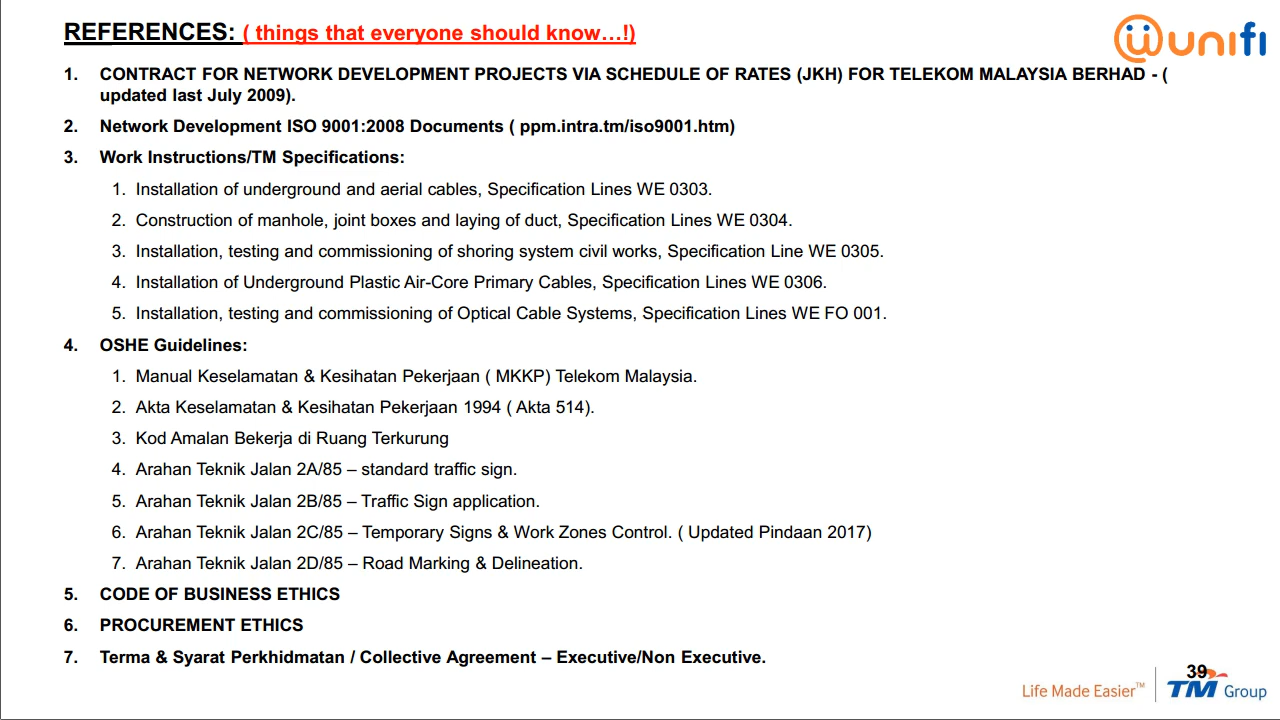 REFERENCES: ( things that everyone should know…!)
unifi
1. CONTRACT FOR NETWORK DEVELOPMENT PROJECTS VIA SCHEDULE OF RATES (JKH) FOR TELEKOM MALAYSIA BERHAD - (
updated last July 2009).
2. Network Development ISO 9001:2008 Documents ( ppm.intra.tm/iso9001.htm)
3. Work Instructions/TM Specifications:
1. Installation of underground and aerial cables, Specification Lines WE 0303.
2. Construction of manhole, joint boxes and laying of duct, Specification Lines WE 0304.
3. Installation, testing and commissioning of shoring system civil works, Specification Line WE 0305.
4. Installation of Underground Plastic Air-Core Primary Cables, Specification Lines WE 0306.
5. Installation, testing and commissioning of Optical Cable Systems, Specification Lines WE FO 001.
4. OSHE Guidelines:
1. Manual Keselamatan & Kesihatan Pekerjaan ( MKKP) Telekom Malaysia.
2. Akta Keselamatan & Kesihatan Pekerjaan 1994 ( Akta 514).
3. Kod Amalan Bekerja di Ruang Terkurung
4. Arahan Teknik Jalan 2A/85 – standard traffic sign.
5. Arahan Teknik Jalan 2B/85 – Traffic Sign application.
6. Arahan Teknik Jalan 2C/85 – Temporary Signs & Work Zones Control. ( Updated Pindaan 2017)
7. Arahan Teknik Jalan 2D/85 – Road Marking & Delineation.
5. CODE OF BUSINESS ETHICS
6. PROCUREMENT ETHICS
7. Terma & Syarat Perkhidmatan / Collective Agreement – Executive/Non Executive.
39
Life Made Easier™ TM Group